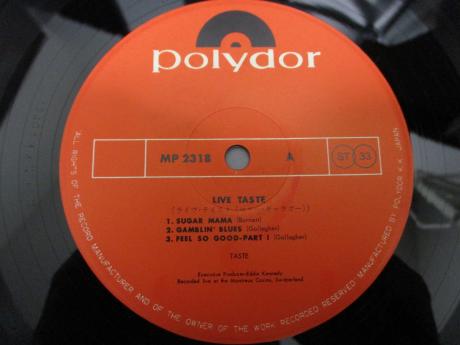 polydor
MP 2318 A ST 33
LIVE TASTE
1. SUGAR MAMA (Burnett)
2. GAMBLIN' BLUES (Gallagher)
3. FEEL SO GOOD-PART I (Gallagher)
TASTE
Executive Producer-Eddie Kennedy
Recorded live at the Montreux Casino, Switzerland
ALL RIGHTS OF THE RECORD MANUFACTURER AND OF THE OWNER OF THE WORK RECORDED RESERVED MANUFACTURED BY POLYDOR K.K. JAPAN